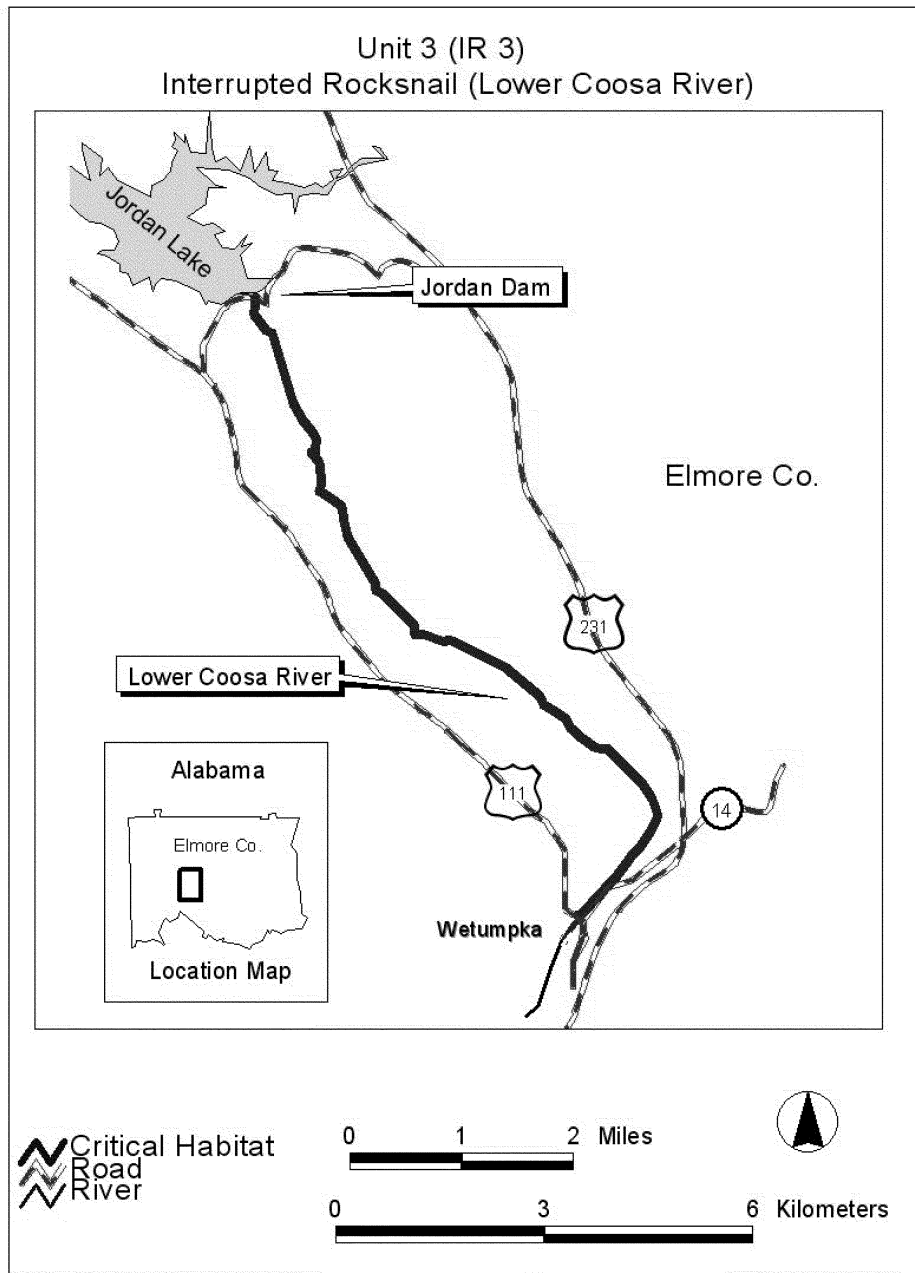 Unit 3 (IR 3)
Interrupted Rocksnail (Lower Coosa River)
Jordan Lake
Jordan Dam
Elmore Co.
231
Lower Coosa River
111
14
Alabama
Elmore Co.
Location Map
Wetumpka
Critical Habitat
Road
River
0 1 2 Miles
0 3 6 Kilometers